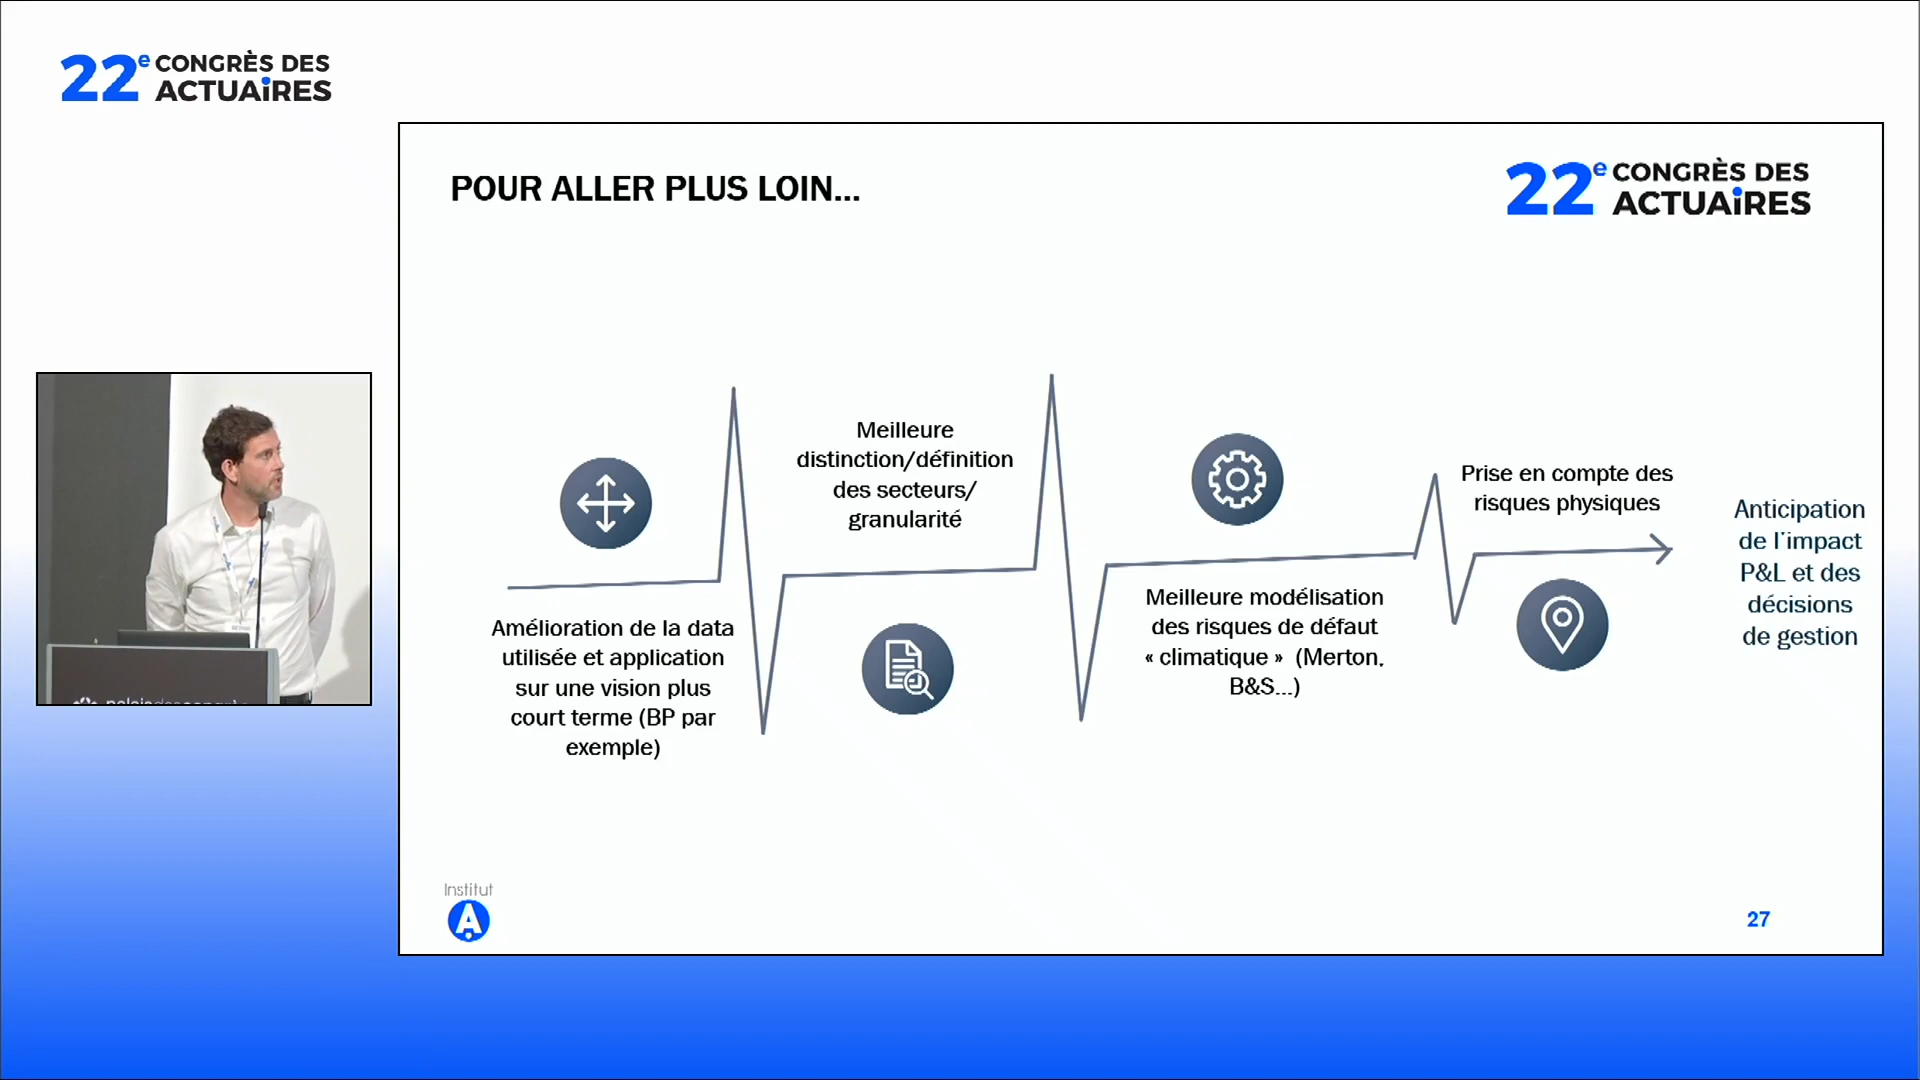 22e CONGRÈS DES
ACTUAiRES
POUR ALLER PLUS LOIN...
22e CONGRÈS DES
ACTUAiRES
Amélioration de la data
utilisée et application
sur une vision plus
court terme (BP par
exemple)
Meilleure
distinction/définition
des secteurs/
granularité
Meilleure modélisation
des risques de défaut
« climatique » (Merton,
B&S...)
Prise en compte des
risques physiques
Anticipation
de l'impact
P&L et des
décisions
de gestion
Institut
A
27